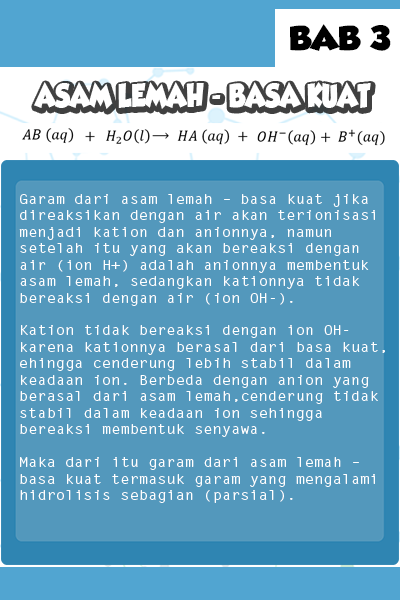 BAB 3
ASAM LEMAH - BASA KUAT
AB (aq) + H₂O(l)⟶ HA (aq) + OH⁻(aq) + B⁺(aq)
Garam dari asam lemah - basa kuat jika
direaksikan dengan air akan terionisasi
menjadi kation dan anionnya, namun
setelah itu yang akan bereaksi dengan
air (ion H+) adalah anionnya membentuk
asam lemah, sedangkan kationnya tidak
bereaksi dengan air (ion OH-).
Kation tidak bereaksi dengan ion OH-
karena kationnya berasal dari basa kuat,
ehingga cenderung lebih stabil dalam
keadaan ion. Berbeda dengan anion yang
berasal dari asam lemah,cenderung tidak
stabil dalam keadaan ion sehingga
bereaksi membentuk senyawa.
Maka dari itu garam dari asam lemah -
basa kuat termasuk garam yang mengalami
hidrolisis sebagian (parsial).